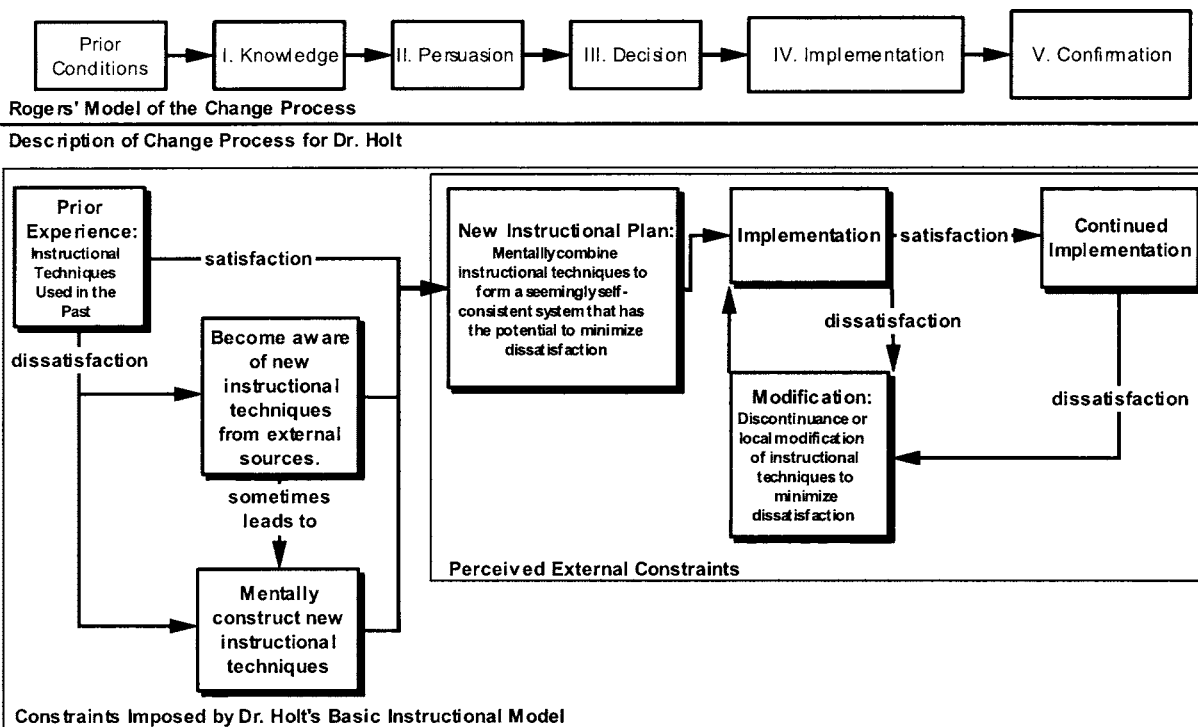 Prior
Conditions
I. Knowledge
II. Persuasion
III. Decision
IV. Implementation
V. Confirmation
Rogers' Model of the Change Process
Description of Change Process for Dr. Holt
Prior
Experience:
Instructional
Techniques
Used in the
Past
satisfaction
dissatisfaction
Become aware
of new
instructional
techniques
from external
sources.
sometimes
leads to
Mentally
construct new
instructional
techniques
New Instructional Plan:
Mentallly combine
instructional techniques to
form a seemingly self-
consistent system that has
the potential to minimize
dissatisfaction
Implementation
satisfaction
Continued
Implementation
dissatisfaction
Modification:
Discontinuance or
local modification
of instructional
techniques to
minimize
dissatisfaction
dissatisfaction
Perceived External Constraints
Constraints Imposed by Dr. Holt's Basic Instructional Model